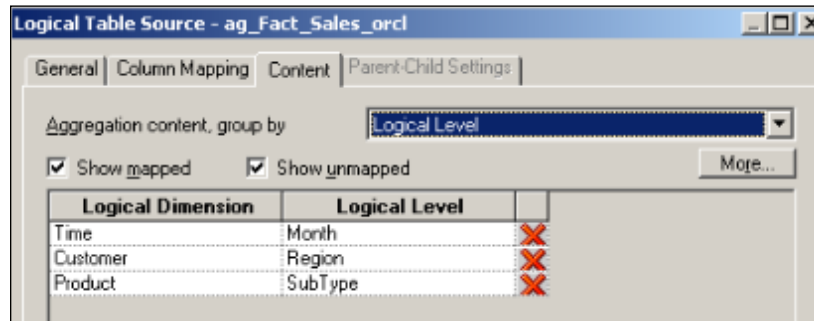 Logical Table Source - ag_Fact_Sales_orcl
General Column Mapping Content Parent-Child Settings
Aggregation content, group by Logical Level
Show mapped Show unmapped More...
Logical Dimension Logical Level
Time Month
Customer Region
Product SubType